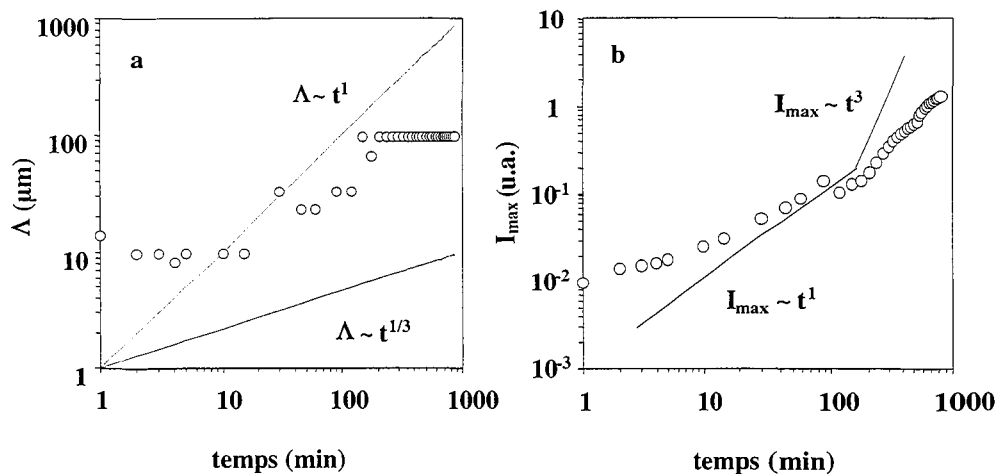 1000
100
10
1
Λ (µm)
a
Λ ~ t¹
Λ ~ t¹/³
1
10
100
1000
temps (min)
10
1
10⁻¹
10⁻²
10⁻³
I_max (u.a.)
b
I_max ~ t³
I_max ~ t¹
1
10
100
1000
temps (min)